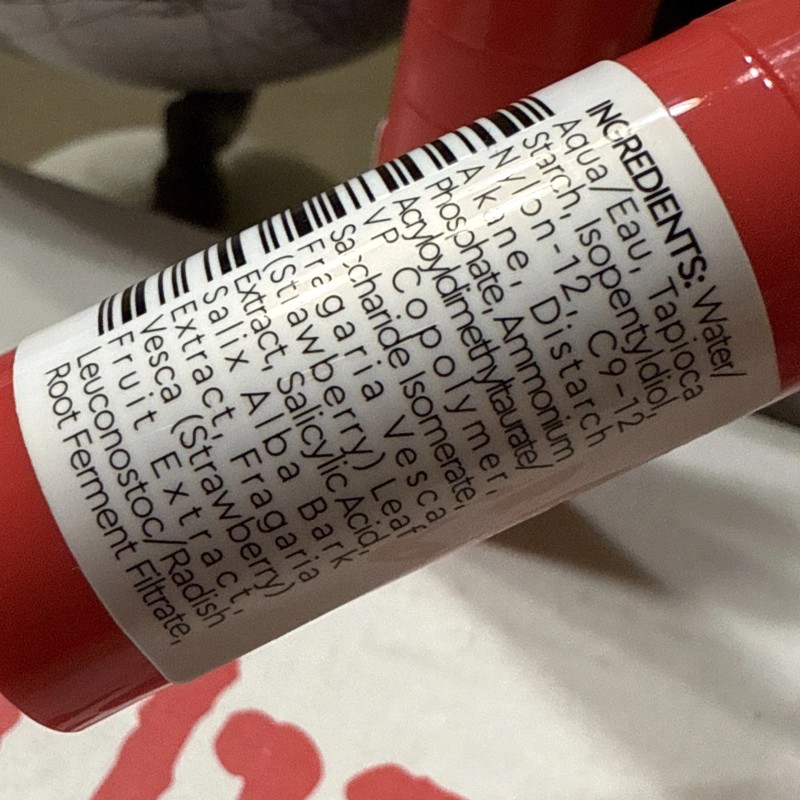 INGREDIENTS: Water/
Aqua/Eau, Tapioca
Starch, Isopentyldiol,
Nylon-12, C9-12
Alkane, Distarch
Phosphate, Ammonium
Acryloyldimethyltaurate/
VP Copolymer,
Saccharide Isomerate,
Fragaria Vesca
(Strawberry) Leaf
Extract, Salicylic Acid,
Salix Alba Bark
Extract, Fragaria
Vesca (Strawberry)
Fruit Extract,
Leuconostoc/Radish
Root Ferment Filtrate,